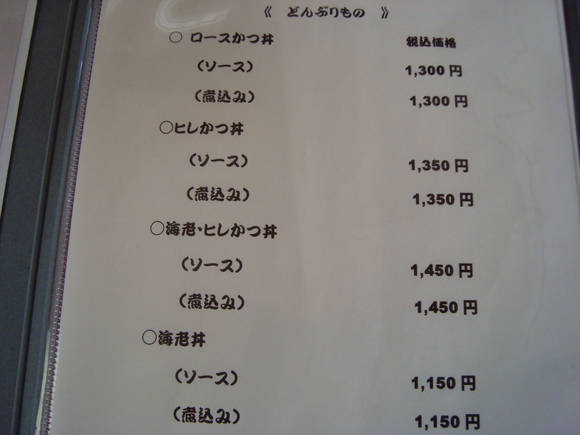 《 どんぶりもの 》
○ ロースかつ丼 税込価格
(ソース) 1,300 円
(煮込み) 1,300 円
○ヒレかつ丼
(ソース) 1,350 円
(煮込み) 1,350 円
○海老・ヒレかつ丼
(ソース) 1,450 円
(煮込み) 1,450 円
○海老丼
(ソース) 1,150 円
(煮込み) 1,150 円